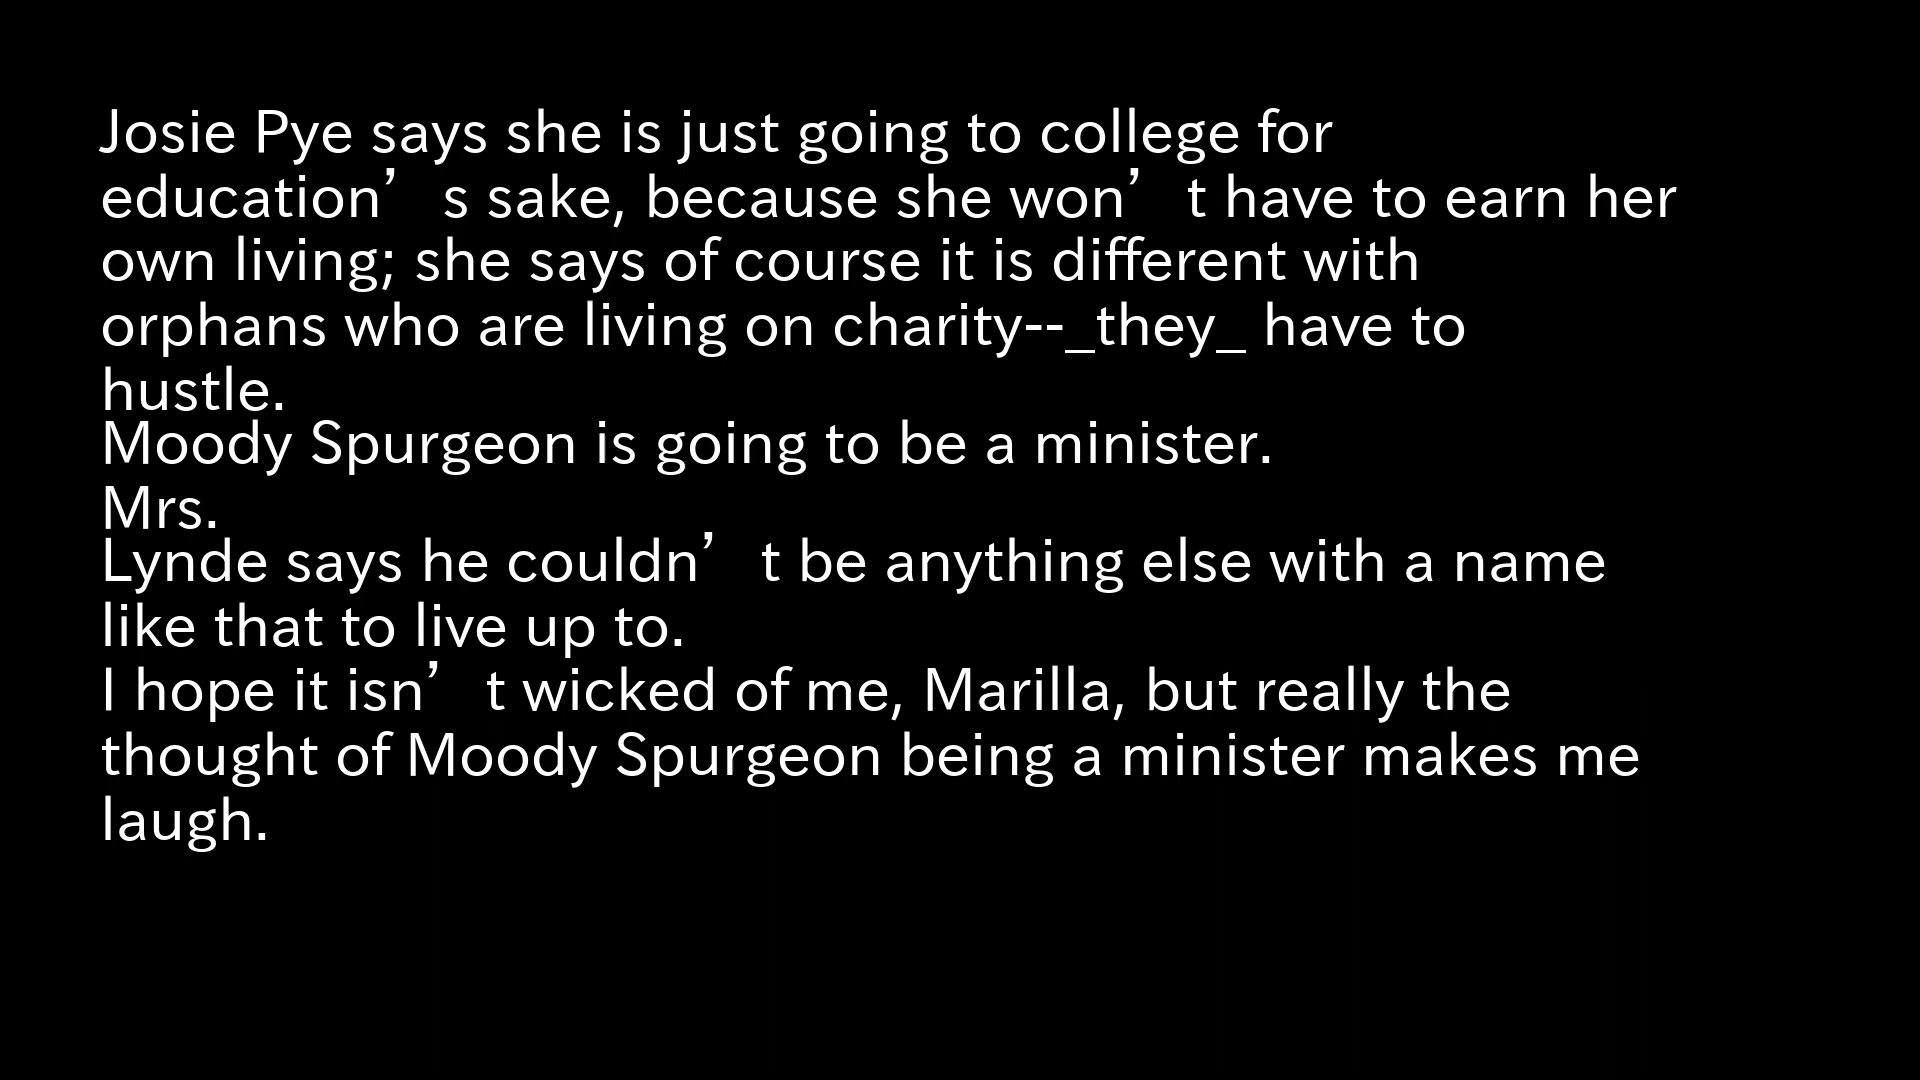 Josie Pye says she is just going to college for
education’s sake, because she won’t have to earn her
own living; she says of course it is different with
orphans who are living on charity--_they_ have to
hustle.
Moody Spurgeon is going to be a minister.
Mrs.
Lynde says he couldn’t be anything else with a name
like that to live up to.
I hope it isn’t wicked of me, Marilla, but really the
thought of Moody Spurgeon being a minister makes me
laugh.